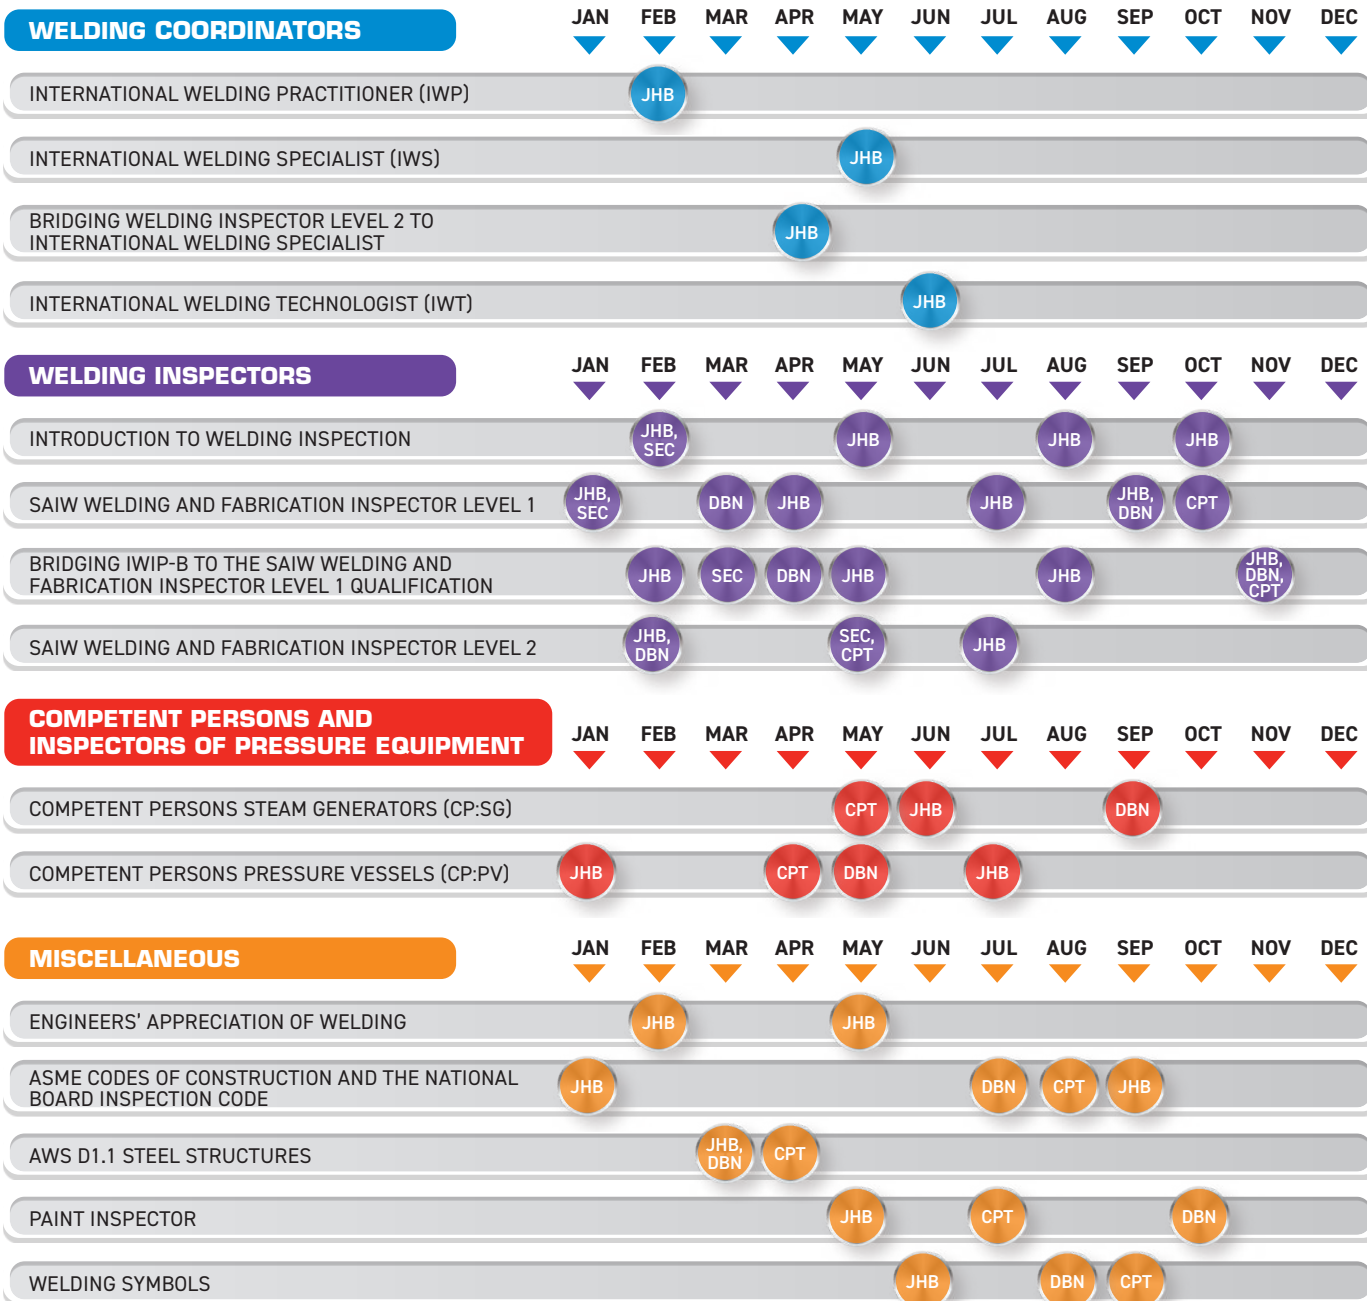 WELDING COORDINATORS
JAN FEB MAR APR MAY JUN JUL AUG SEP OCT NOV DEC
INTERNATIONAL WELDING PRACTITIONER (IWP) JHB
INTERNATIONAL WELDING SPECIALIST (IWS) JHB
BRIDGING WELDING INSPECTOR LEVEL 2 TO
INTERNATIONAL WELDING SPECIALIST
JHB
INTERNATIONAL WELDING TECHNOLOGIST (IWT) JHB
WELDING INSPECTORS
JAN FEB MAR APR MAY JUN JUL AUG SEP OCT NOV DEC
INTRODUCTION TO WELDING INSPECTION
JHB,
SEC
JHB
JHB
JHB
SAIW WELDING AND FABRICATION INSPECTOR LEVEL 1
JHB,
SEC
DBN
JHB
JHB
JHB,
DBN
CPT
BRIDGING IWIP-B TO THE SAIW WELDING AND
FABRICATION INSPECTOR LEVEL 1 QUALIFICATION
JHB
SEC
DBN
JHB
JHB
JHB,
DBN,
CPT
SAIW WELDING AND FABRICATION INSPECTOR LEVEL 2
JHB,
DBN
SEC,
CPT
JHB
COMPETENT PERSONS AND
INSPECTORS OF PRESSURE EQUIPMENT
JAN FEB MAR APR MAY JUN JUL AUG SEP OCT NOV DEC
COMPETENT PERSONS STEAM GENERATORS (CP:SG) CPT JHB DBN
COMPETENT PERSONS PRESSURE VESSELS (CP:PV) JHB CPT DBN JHB
MISCELLANEOUS
JAN FEB MAR APR MAY JUN JUL AUG SEP OCT NOV DEC
ENGINEERS' APPRECIATION OF WELDING JHB JHB
ASME CODES OF CONSTRUCTION AND THE NATIONAL
BOARD INSPECTION CODE
JHB DBN CPT JHB
AWS D1.1 STEEL STRUCTURES
JHB,
DBN
CPT
PAINT INSPECTOR JHB CPT DBN
WELDING SYMBOLS JHB DBN CPT